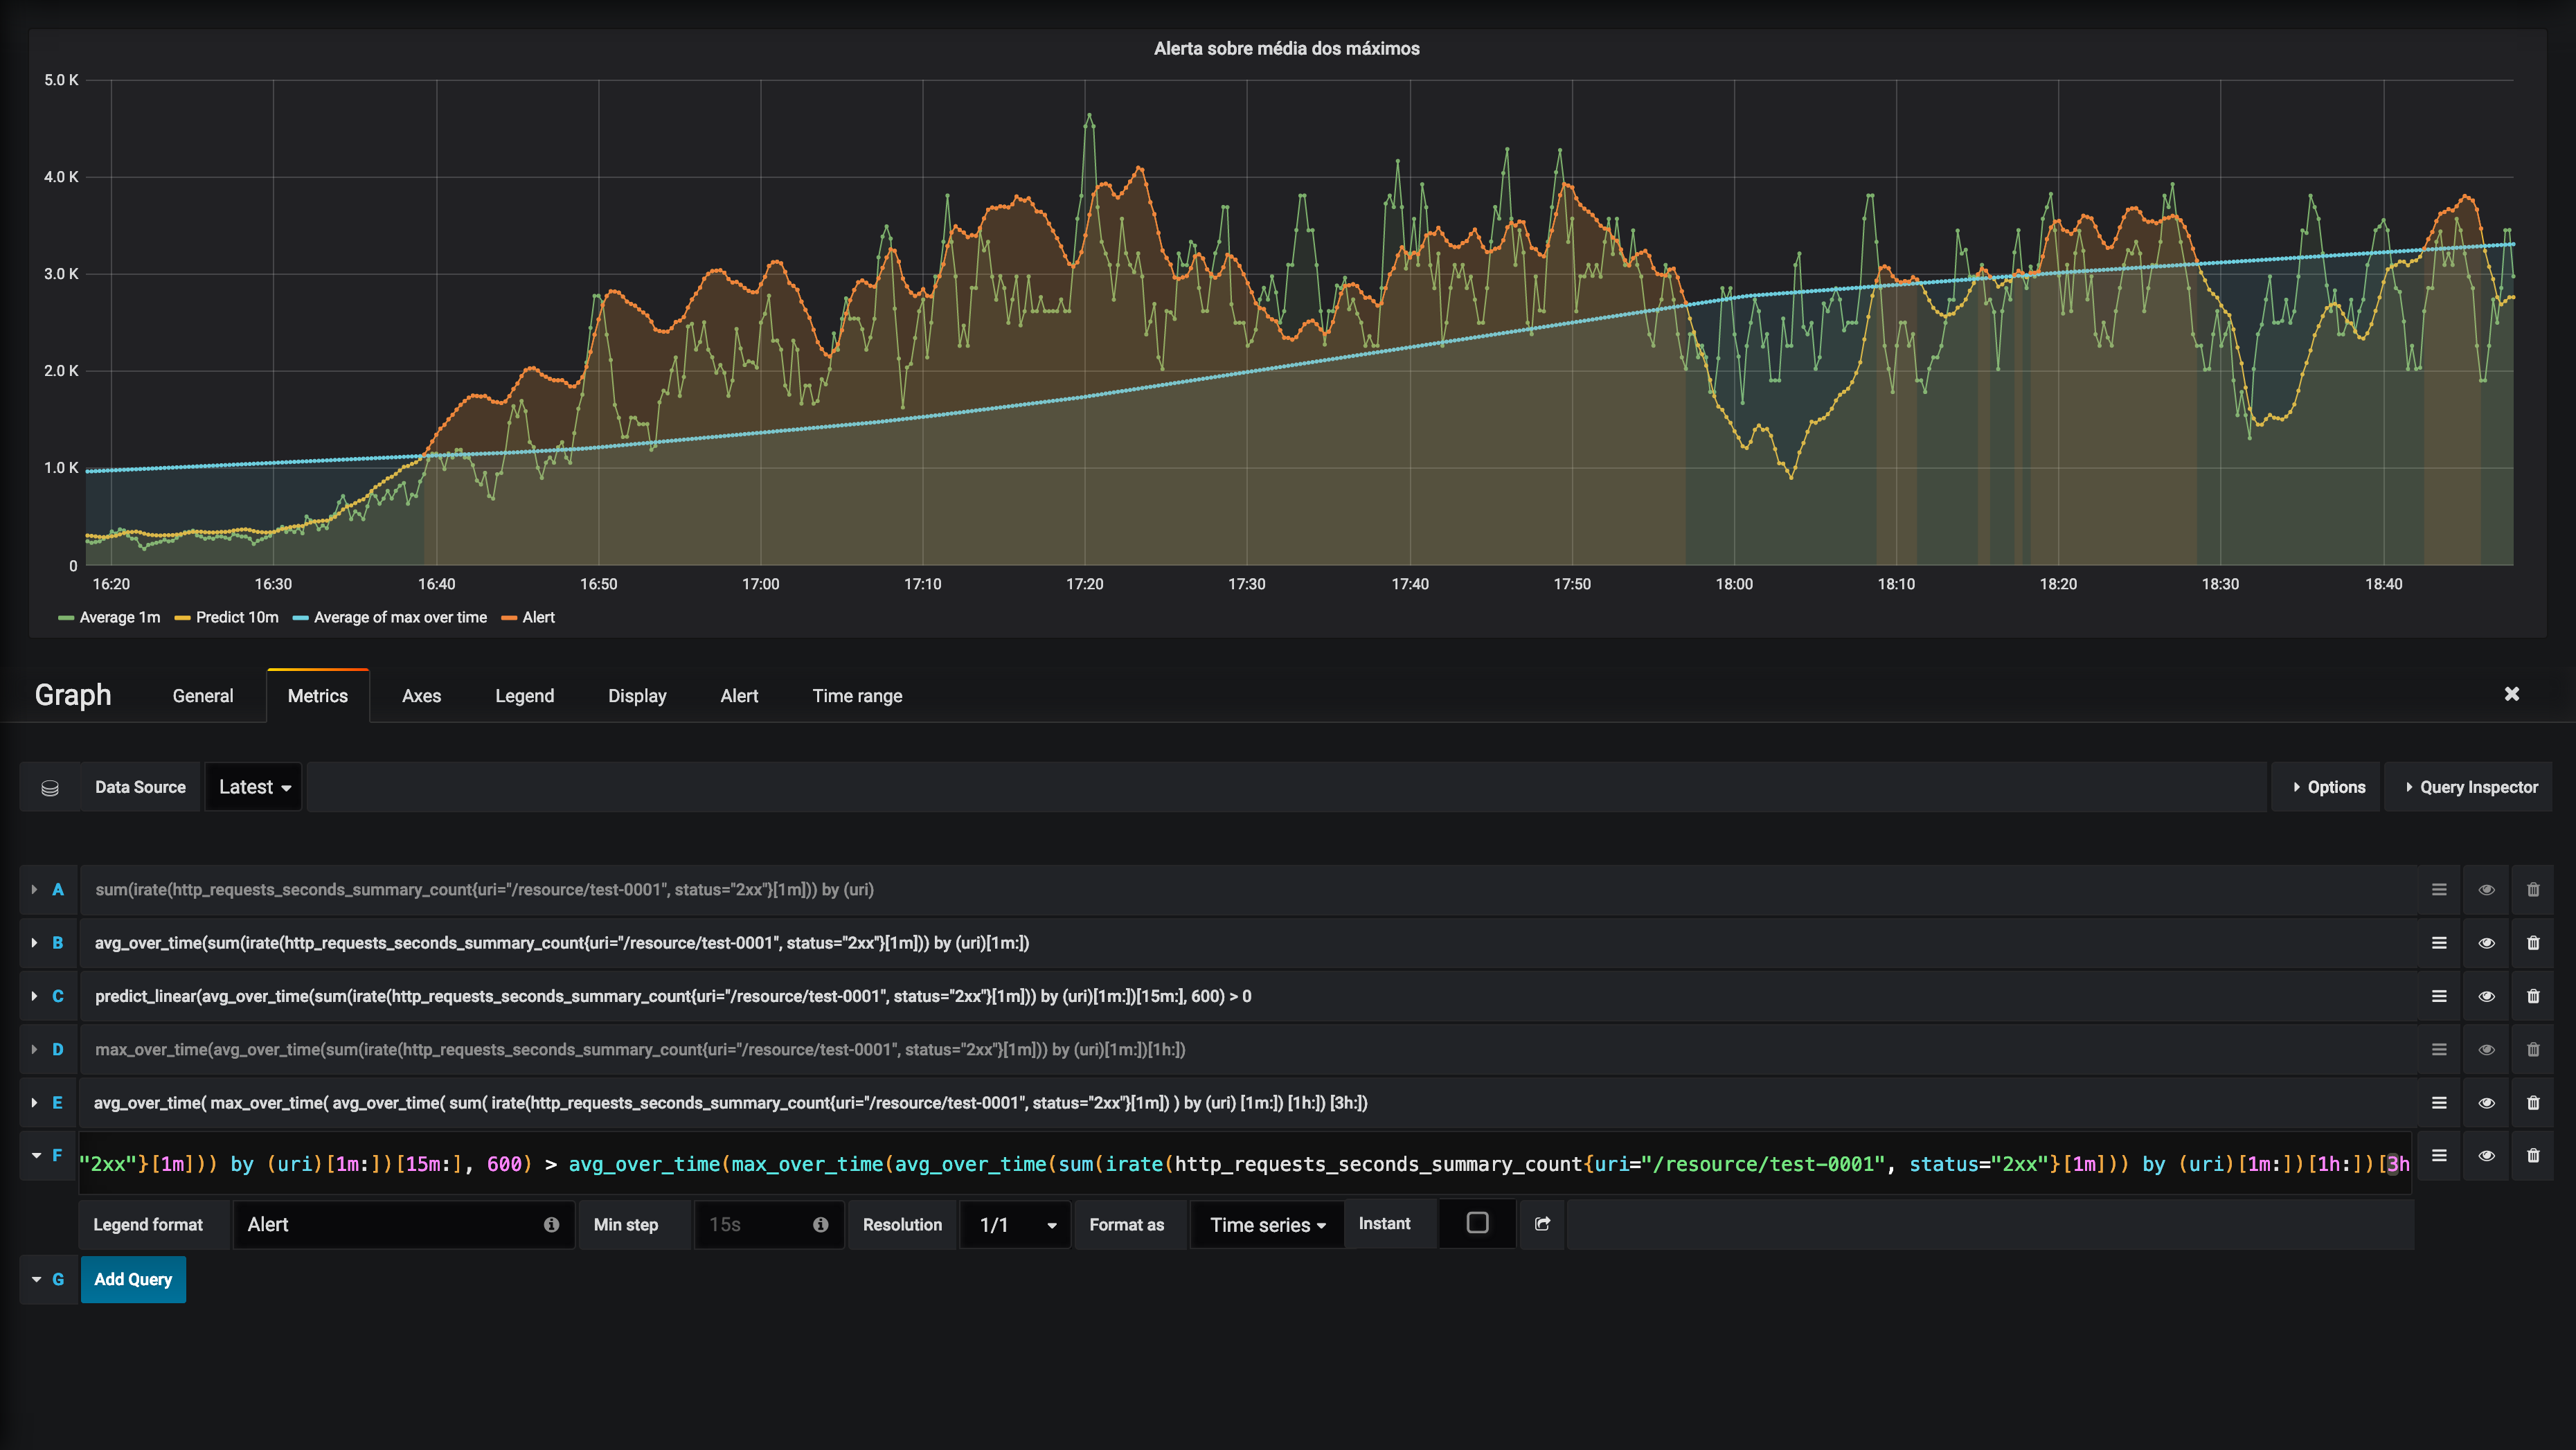 Alerta sobre média dos máximos
5.0 K
4.0 K
3.0 K
2.0 K
1.0 K
0
16:20 16:30 16:40 16:50 17:00 17:10 17:20 17:30 17:40 17:50 18:00 18:10 18:20 18:30 18:40
Average 1m Predict 10m Average of max over time Alert
Graph General Metrics Axes Legend Display Alert Time range
Data Source Latest Options Query Inspector
A sum(irate(http_requests_seconds_summary_count{uri="/resource/test-0001", status="2xx"}[1m])) by (uri)
B avg_over_time(sum(irate(http_requests_seconds_summary_count{uri="/resource/test-0001", status="2xx"}[1m])) by (uri)[1m:])
C predict_linear(avg_over_time(sum(irate(http_requests_seconds_summary_count{uri="/resource/test-0001", status="2xx"}[1m])) by (uri)[1m:])[15m:], 600) > 0
D max_over_time(avg_over_time(sum(irate(http_requests_seconds_summary_count{uri="/resource/test-0001", status="2xx"}[1m])) by (uri)[1m:])[1h:])
E avg_over_time( max_over_time( avg_over_time( sum( irate(http_requests_seconds_summary_count{uri="/resource/test-0001", status="2xx"}[1m]) ) by (uri) [1m:]) [1h:]) [3h:])
F "2xx"}[1m])) by (uri)[1m:])[15m:], 600) > avg_over_time(max_over_time(avg_over_time(sum(irate(http_requests_seconds_summary_count{uri="/resource/test-0001", status="2xx"}[1m])) by (uri)[1m:])[1h:])[3h
Legend format Alert Min step 15s Resolution 1/1 Format as Time series Instant
G Add Query